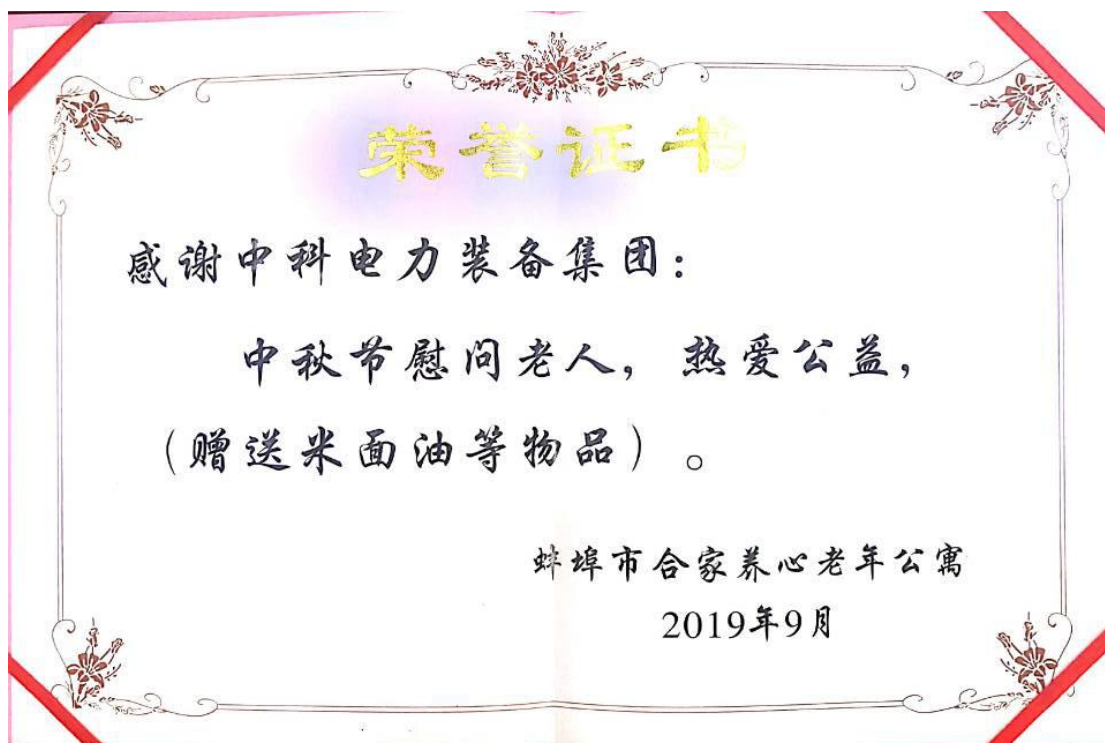 荣誉证书
感谢中科电力装备集团：
中秋节慰问老人，热爱公益，
（赠送米面油等物品）。
蚌埠市合家养心老年公寓
2019年9月